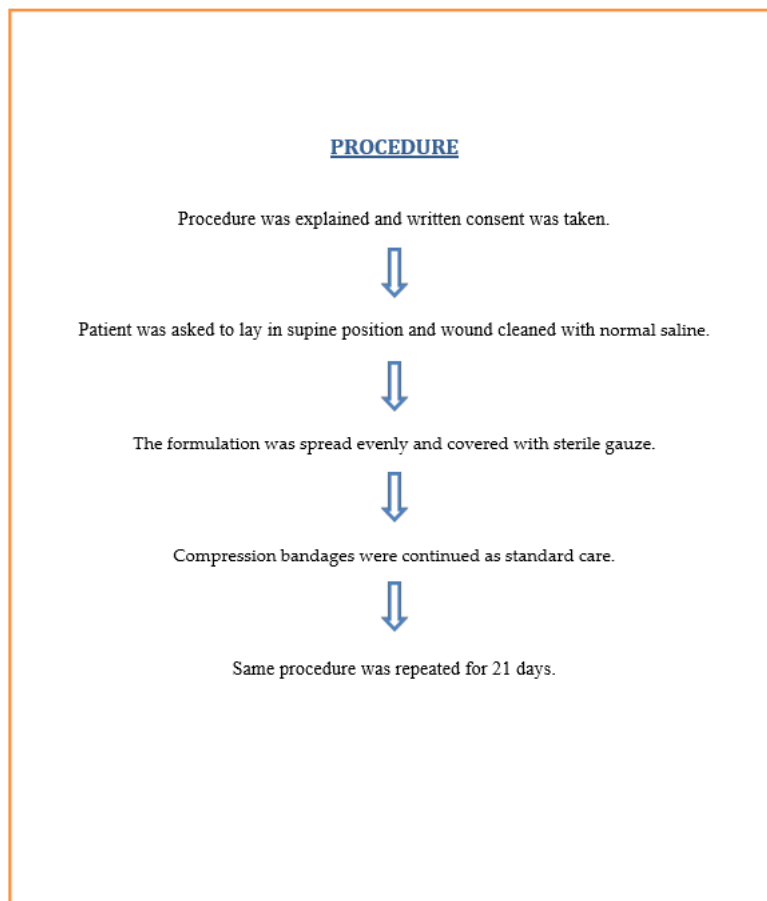 PROCEDURE
Procedure was explained and written consent was taken.
Patient was asked to lay in supine position and wound cleaned with normal saline.
The formulation was spread evenly and covered with sterile gauze.
Compression bandages were continued as standard care.
Same procedure was repeated for 21 days.